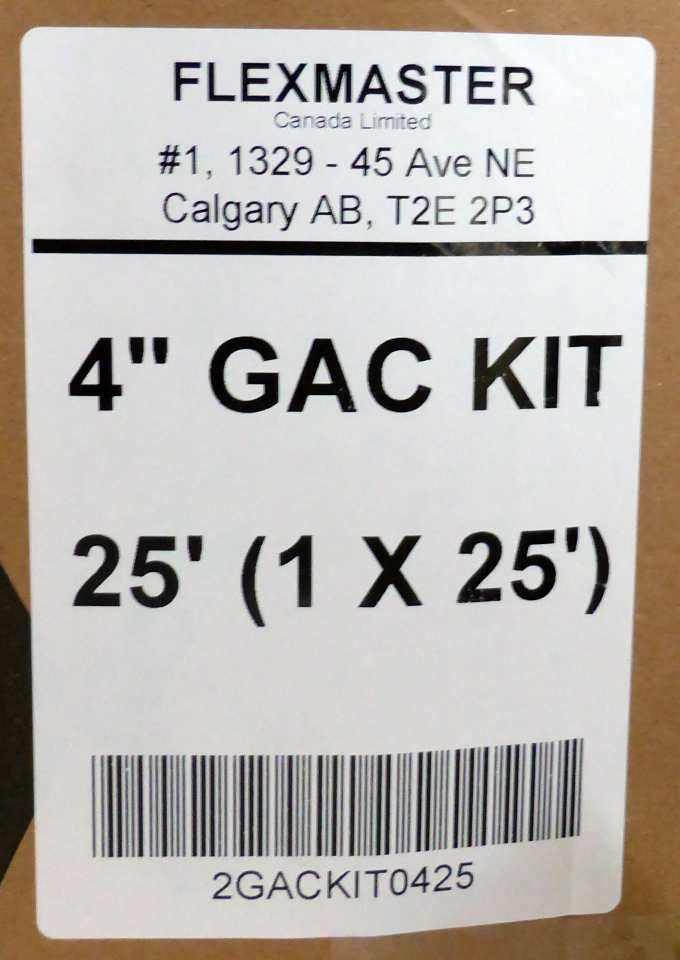 FLEXMASTER
Canada Limited
#1, 1329 - 45 Ave NE
Calgary AB, T2E 2P3
4" GAC KIT
25' (1 X 25')
2GACKIT0425